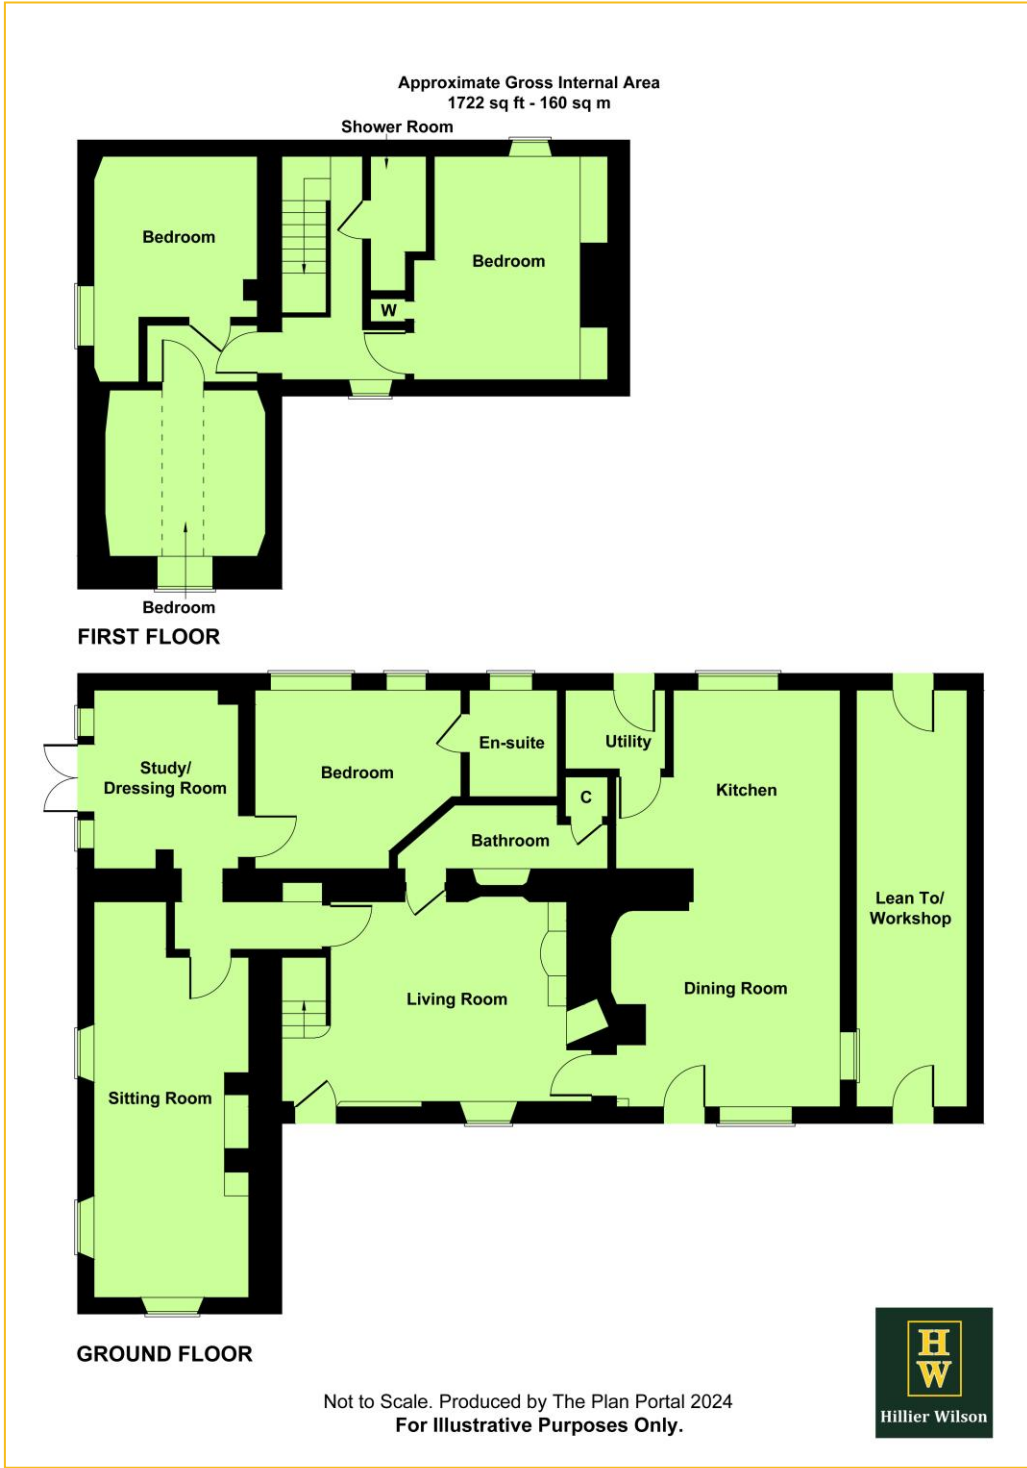 Approximate Gross Internal Area
1722 sq ft - 160 sq m
Shower Room
Bedroom
Bedroom
W
Bedroom
FIRST FLOOR
Study/
Dressing Room
Bedroom
En-suite
Utility
Kitchen
C
Bathroom
Lean To/
Workshop
Living Room
Dining Room
Sitting Room
GROUND FLOOR
Not to Scale. Produced by The Plan Portal 2024
For Illustrative Purposes Only.
H
W
Hillier Wilson